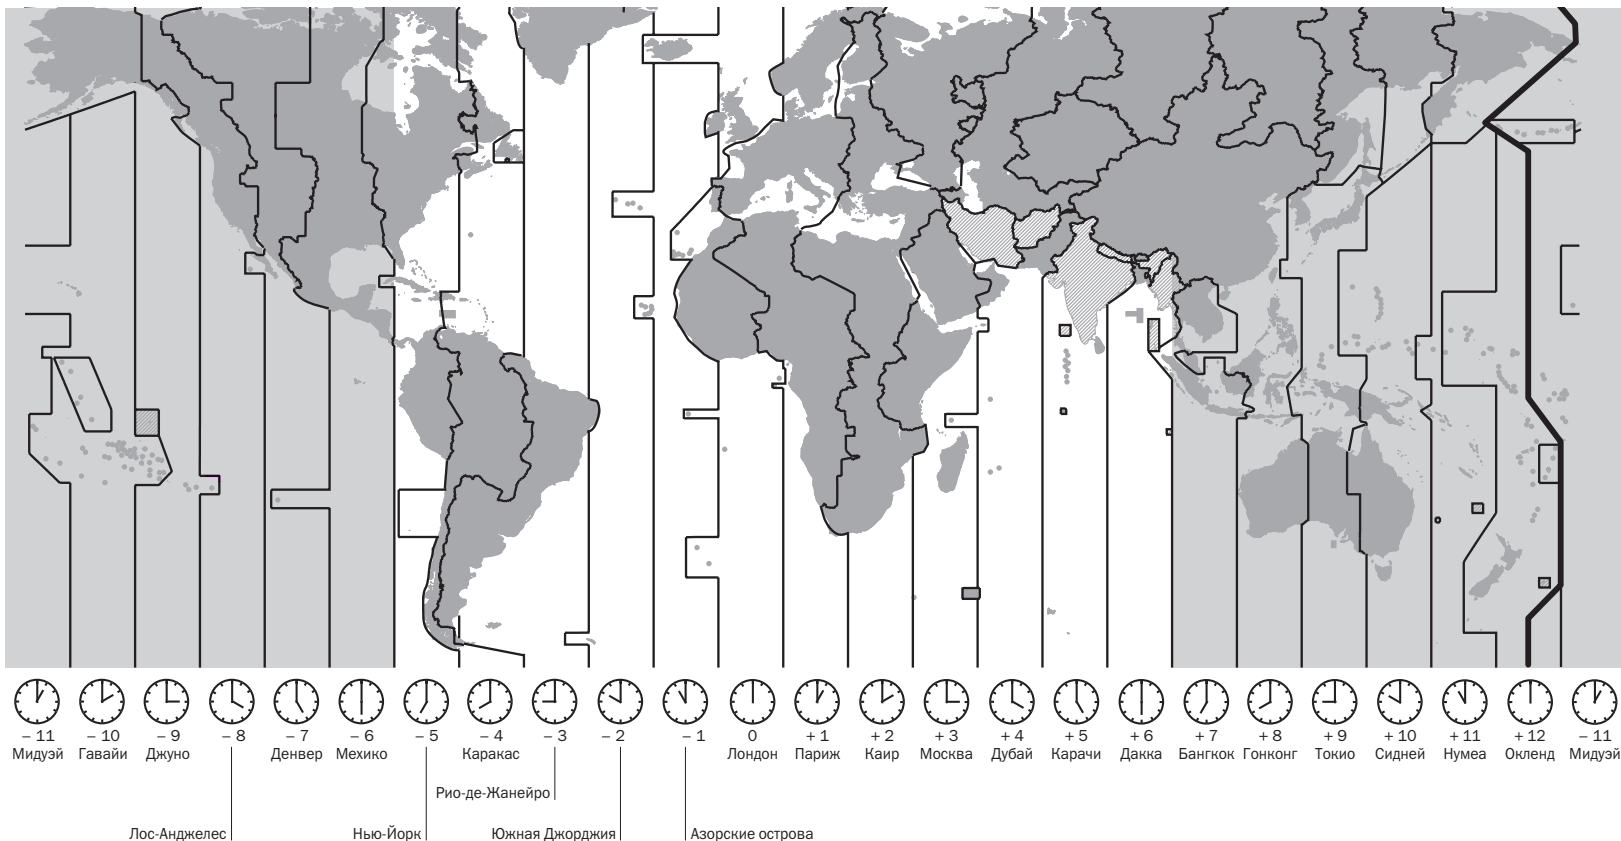 – 11 – 10 – 9 – 8 – 7 – 6 – 5 – 4 – 3 – 2 – 1 0 + 1 + 2 + 3 + 4 + 5 + 6 + 7 + 8 + 9 + 10 + 11 + 12 – 11
Мидуэй Гавайи Джуно Денвер Мехико Каракас Лондон Париж Каир Москва Дубай Карачи Дакка Бангкок Гонконг Токио Сидней Нумеа Окленд Мидуэй
Рио-де-Жанейро
Лос-Анджелес Нью-Йорк Южная Джорджия Азорские острова